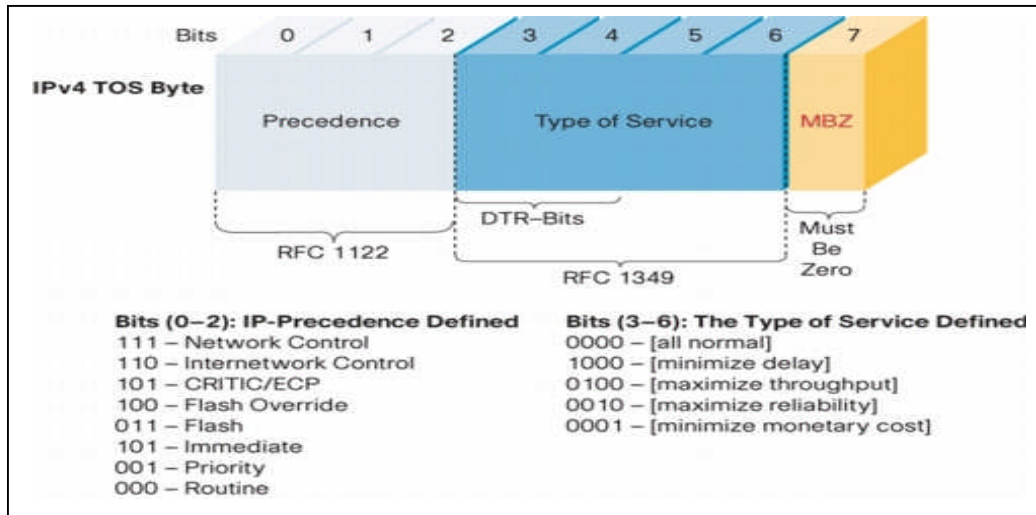 Bits 0 1 2 3 4 5 6 7
IPv4 TOS Byte
Precedence Type of Service MBZ
DTR–Bits
RFC 1122
RFC 1349
Must
Be
Zero
Bits (0–2): IP-Precedence Defined
111 – Network Control
110 – Internetwork Control
101 – CRITIC/ECP
100 – Flash Override
011 – Flash
101 – Immediate
001 – Priority
000 – Routine
Bits (3–6): The Type of Service Defined
0000 – [all normal]
1000 – [minimize delay]
0100 – [maximize throughput]
0010 – [maximize reliability]
0001 – [minimize monetary cost]